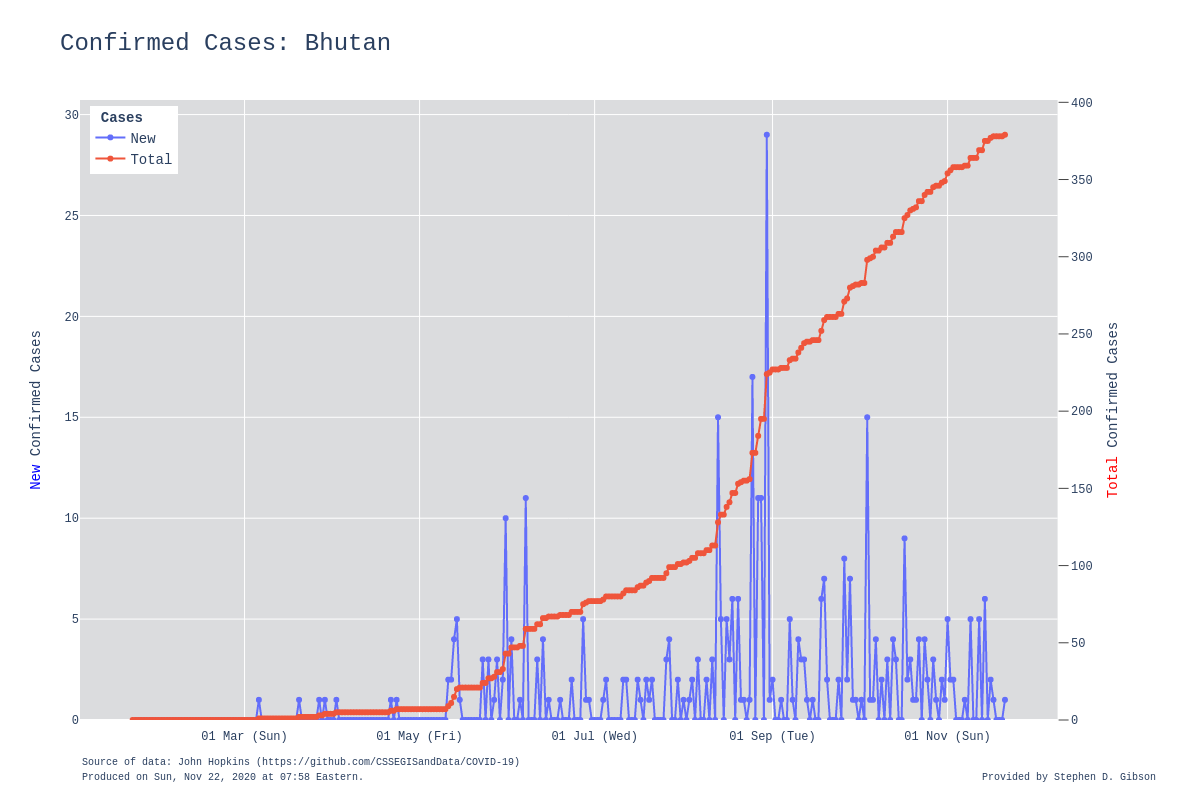 Confirmed Cases: Bhutan
Cases
New
Total
30
25
20
15
10
5
0
New Confirmed Cases
400
350
300
250
200
150
100
50
0
Total Confirmed Cases
01 Mar (Sun)
01 May (Fri)
01 Jul (Wed)
01 Sep (Tue)
01 Nov (Sun)
Source of data: John Hopkins (https://github.com/CSSEGISandData/COVID-19)
Produced on Sun, Nov 22, 2020 at 07:58 Eastern.
Provided by Stephen D. Gibson